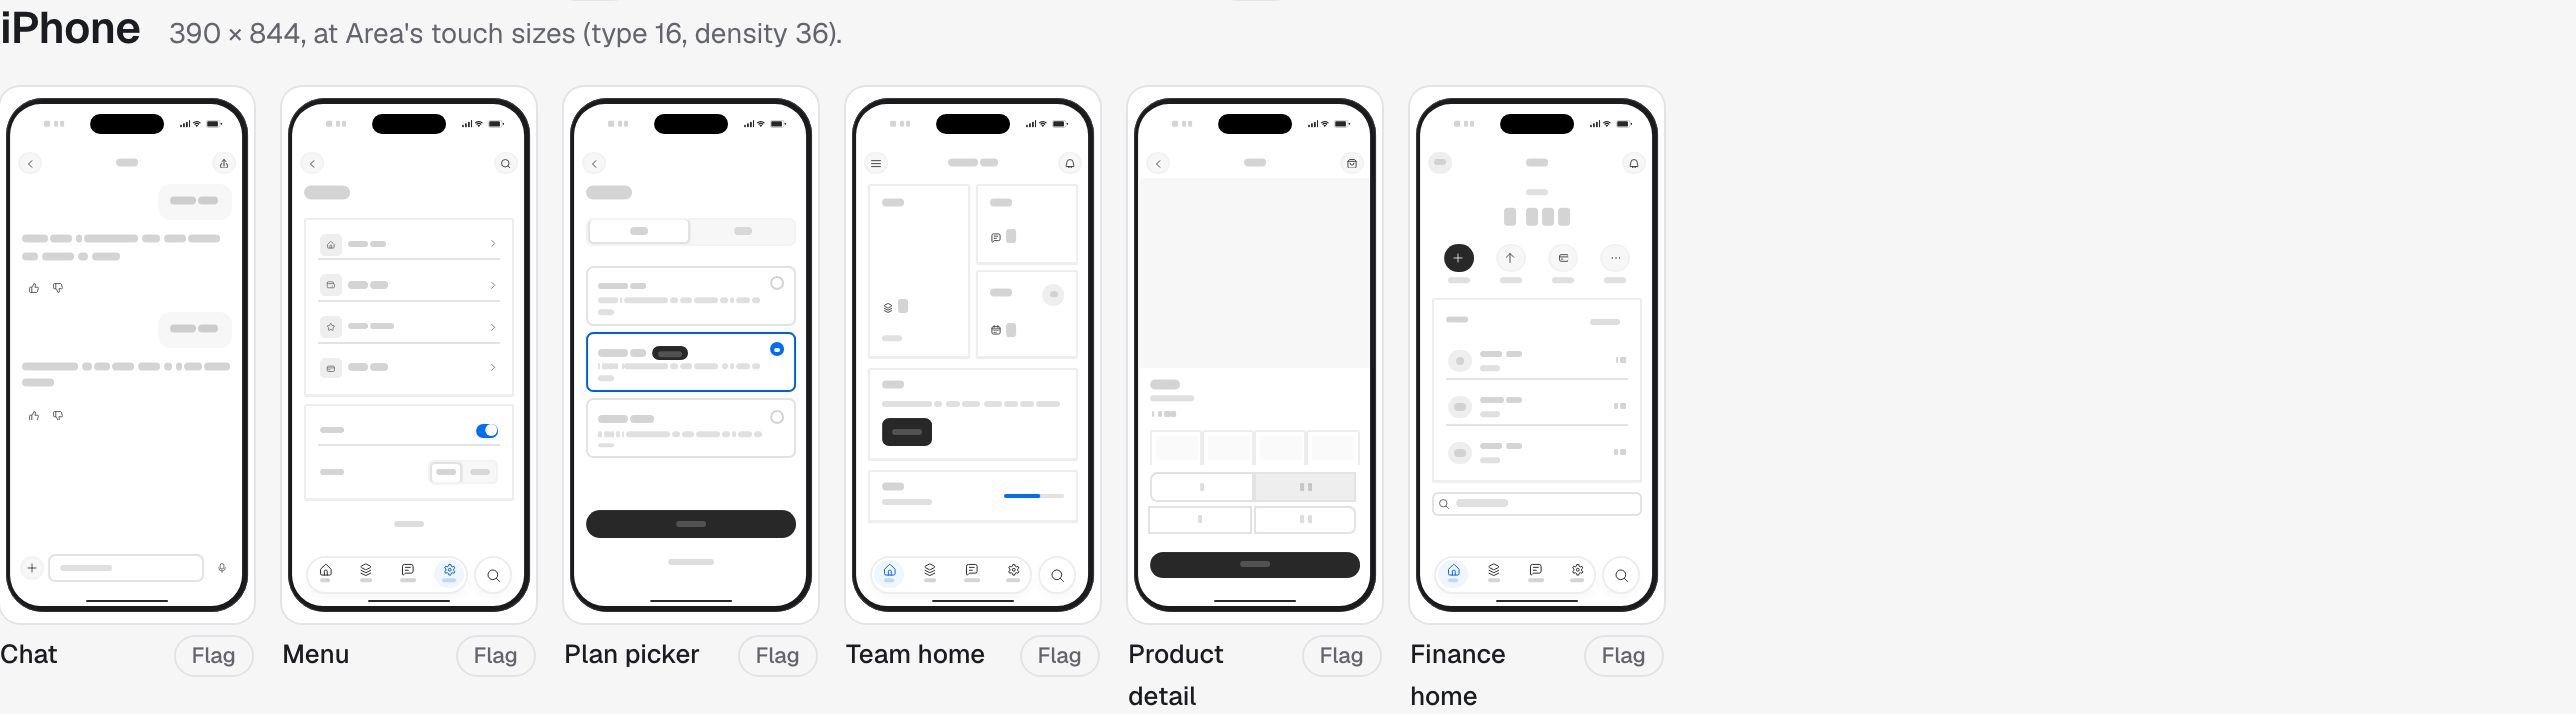 iPhone 390 × 844, at Area's touch sizes (type 16, density 36).
Chat Flag Menu Flag Plan picker Flag Team home Flag Product Flag Finance Flag
detail home